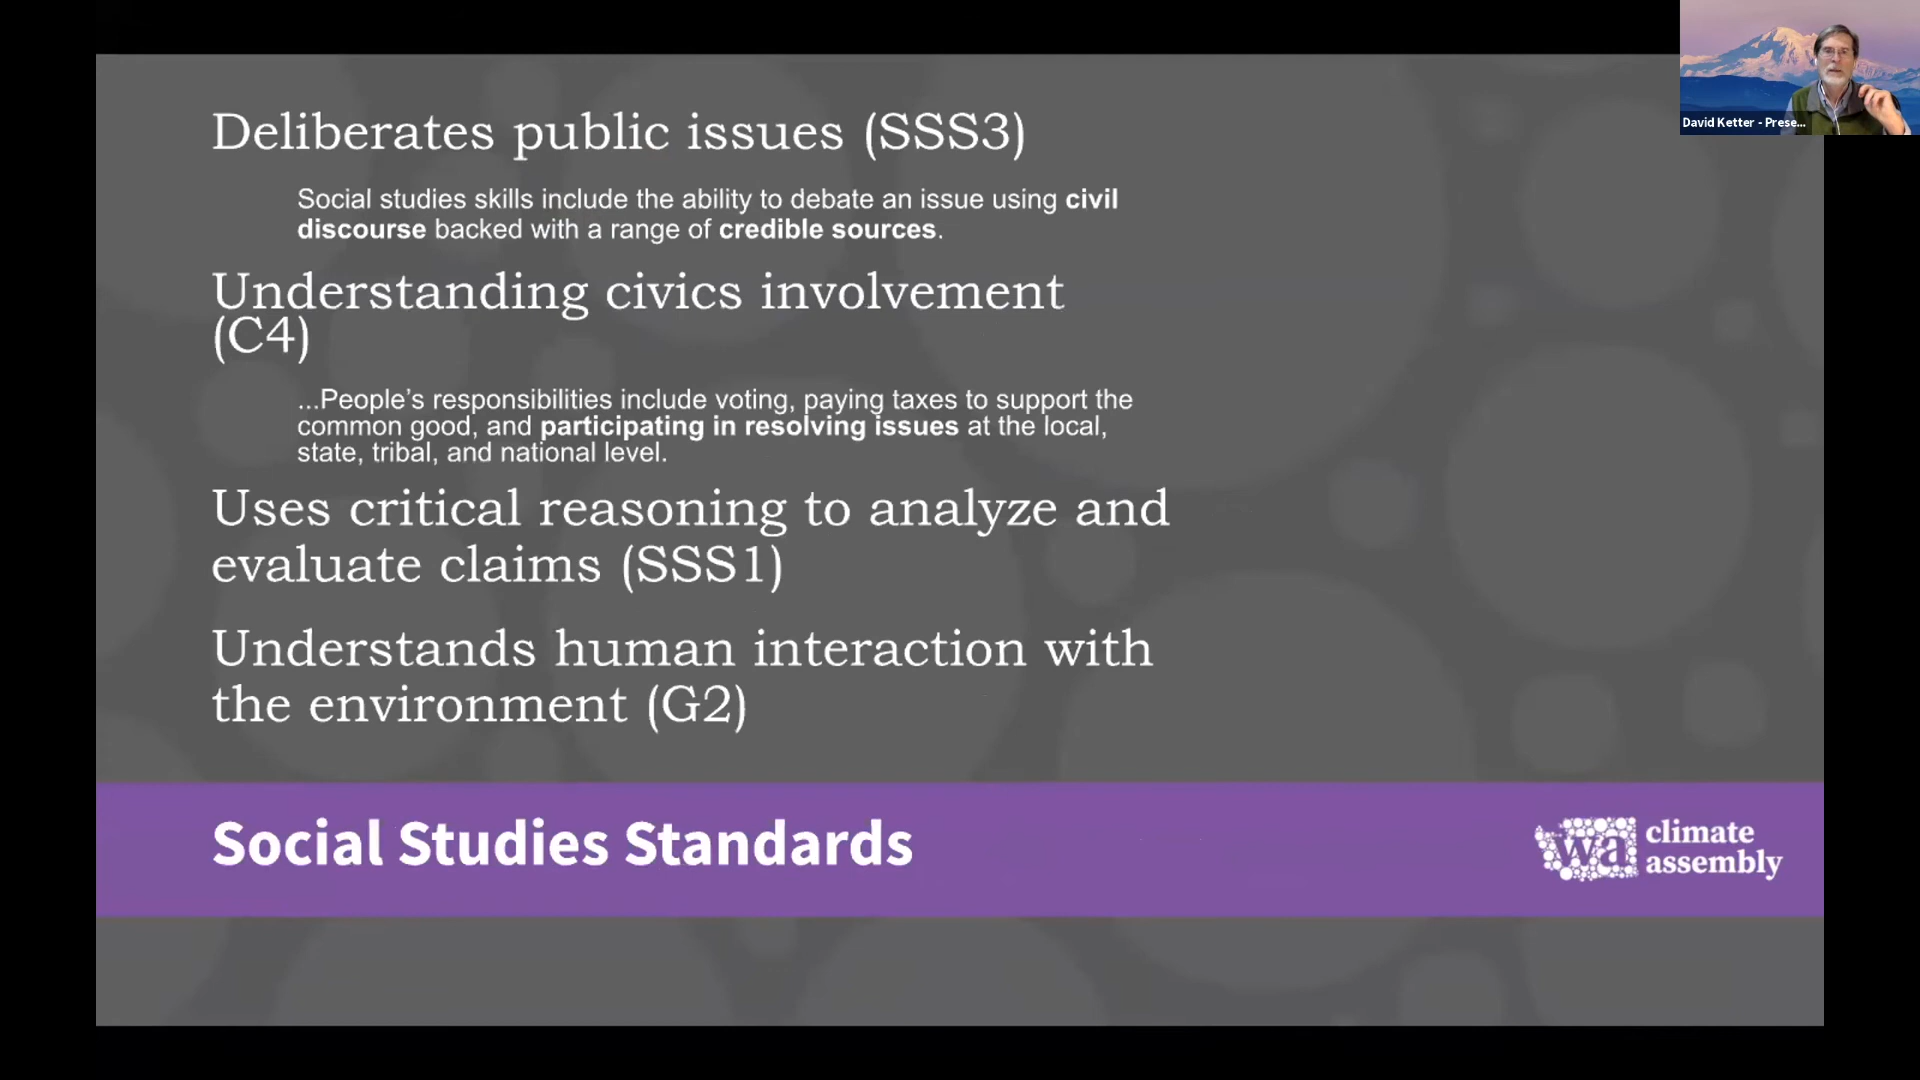 Deliberates public issues (SSS3)
Social studies skills include the ability to debate an issue using civil
discourse backed with a range of credible sources.
Understanding civics involvement
(C4)
...People’s responsibilities include voting, paying taxes to support the
common good, and participating in resolving issues at the local,
state, tribal, and national level.
Uses critical reasoning to analyze and
evaluate claims (SSS1)
Understands human interaction with
the environment (G2)
Social Studies Standards
wa climate
assembly
David Ketter - Prese...